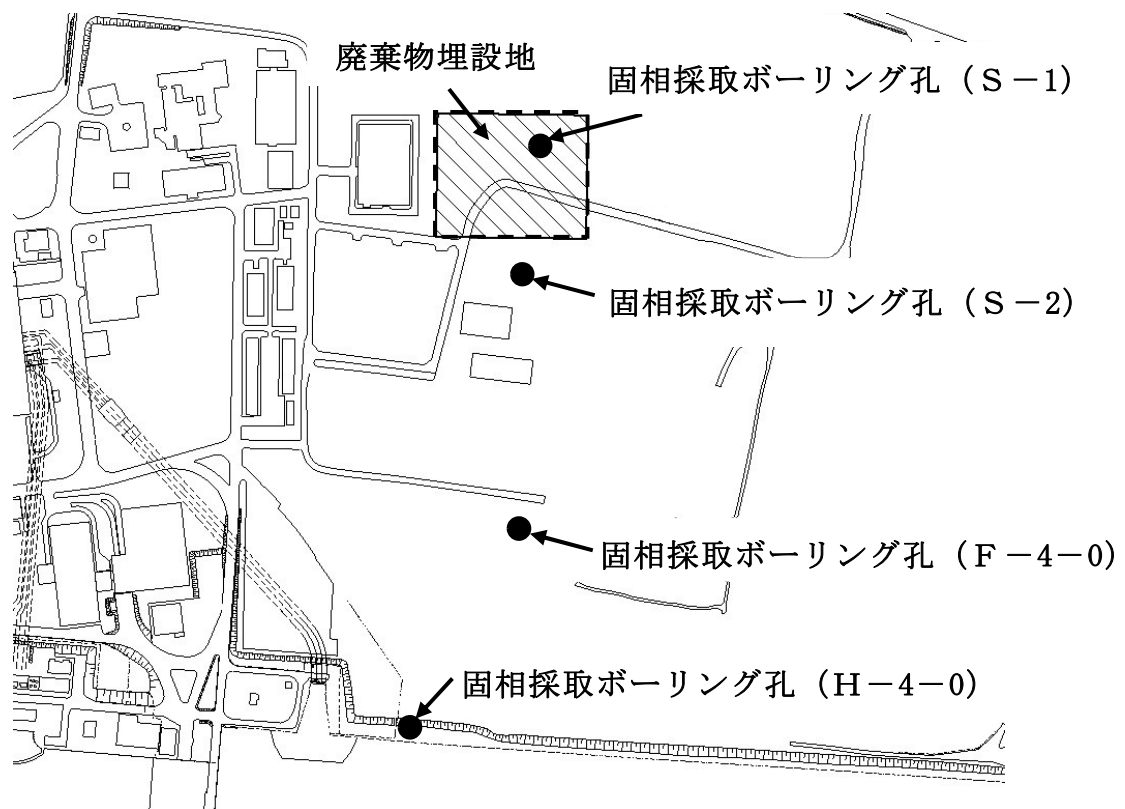 廃棄物埋設地
固相採取ボーリング孔（S－1）
固相採取ボーリング孔（S－2）
固相採取ボーリング孔（F－4－0）
固相採取ボーリング孔（H－4－0）